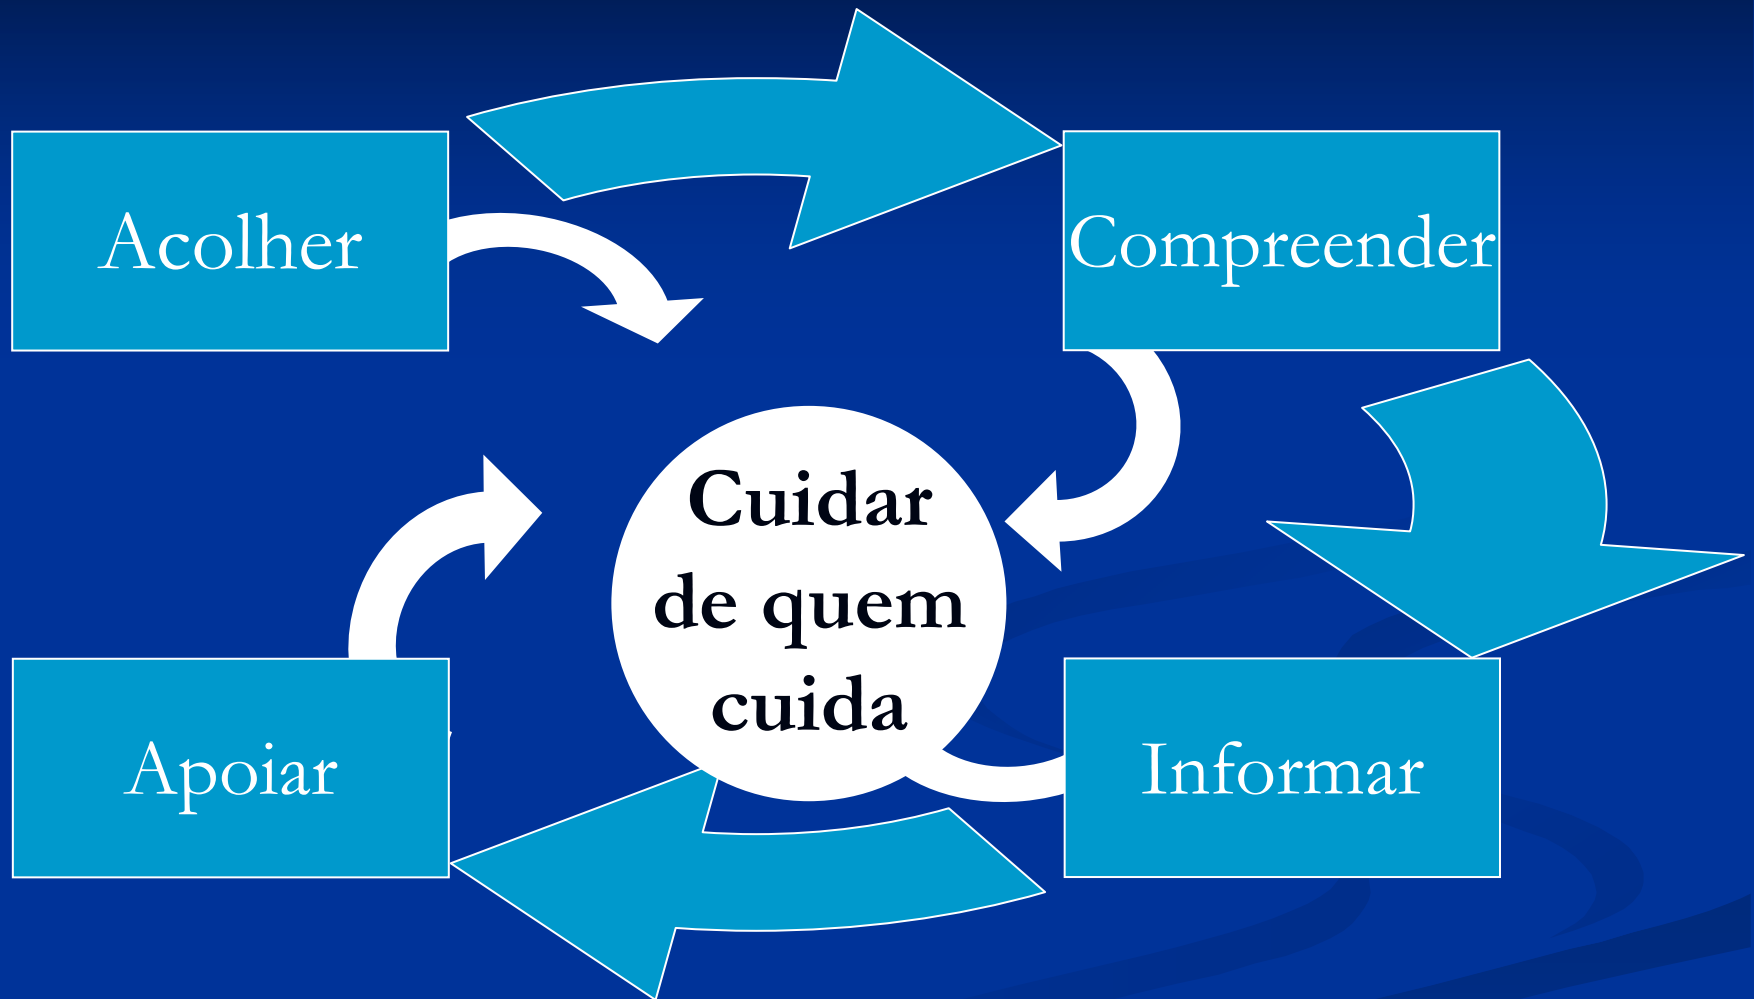 Acolher
Compreender
Cuidar
de quem
cuida
Apoiar
Informar